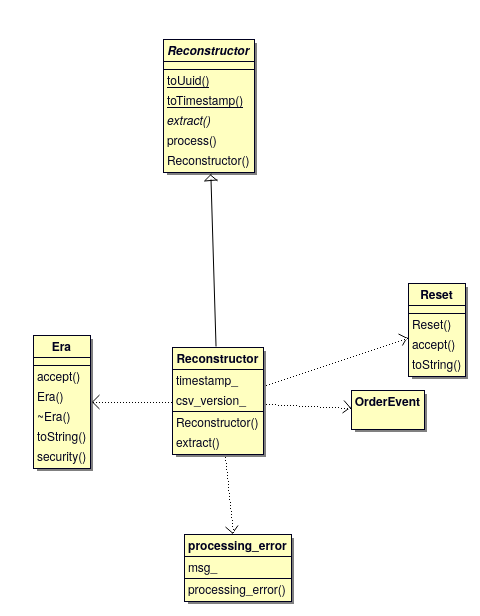 Reconstructor
toUuid()
toTimestamp()
extract()
process()
Reconstructor()
Reset
Reset()
accept()
toString()
Era
accept()
Era()
~Era()
toString()
security()
Reconstructor
timestamp_
csv_version_
Reconstructor()
extract()
OrderEvent
processing_error
msg_
processing_error()